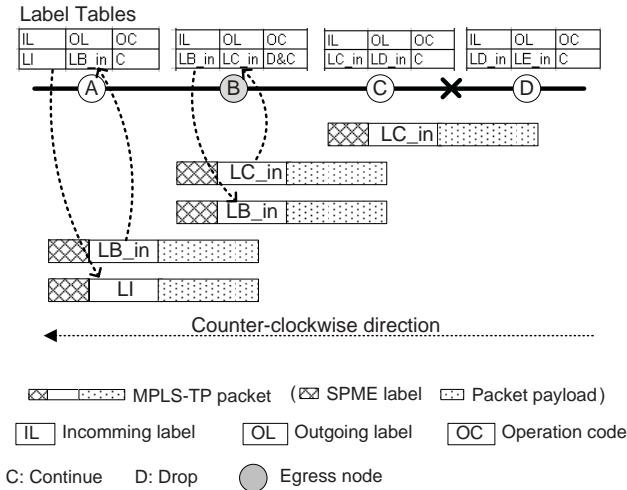 Label Tables
IL OL OC
LI LB_in C
IL OL OC
LB_in LC_in D&C
IL OL OC
LC_in LD_in C
IL OL OC
LD_in LE_in C
A B C D
LC_in
LC_in
LB_in
LB_in
LI
Counter-clockwise direction
MPLS-TP packet ( SPME label Packet payload)
IL Incomming label OL Outgoing label OC Operation code
C: Continue D: Drop Egress node